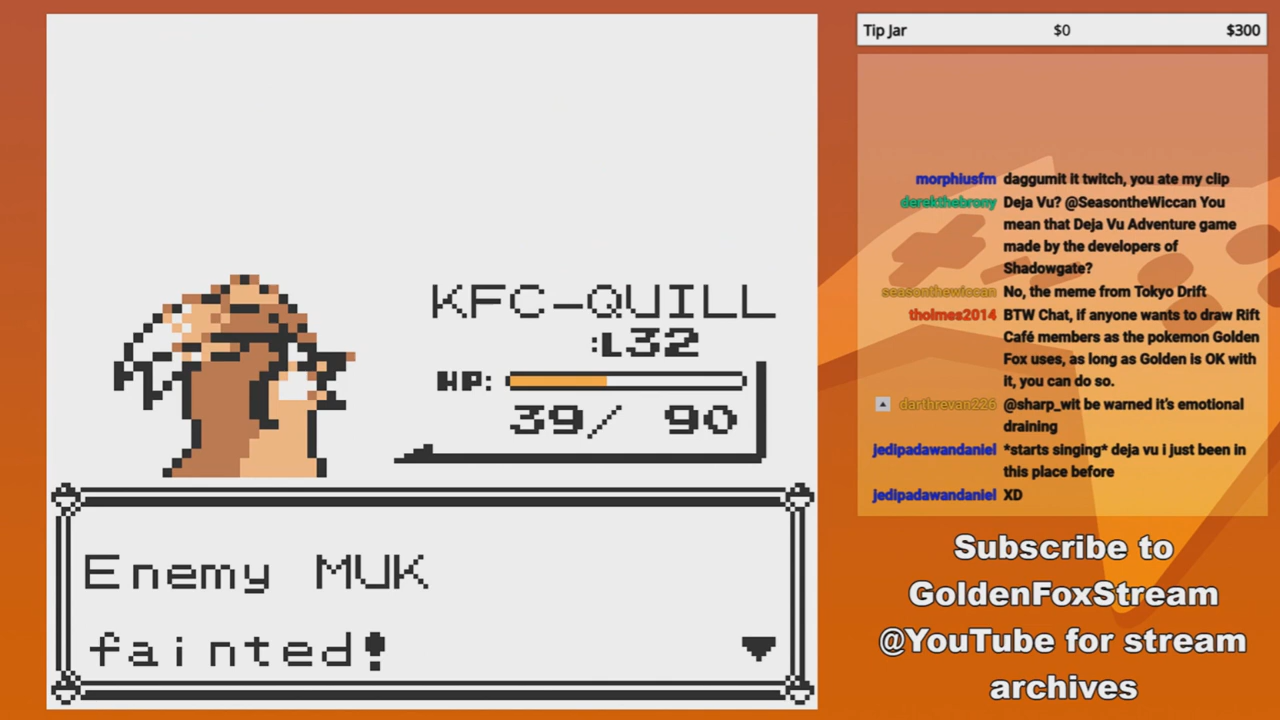 Tip Jar $0 $300
morphiusfm daggumit it twitch, you ate my clip
derekthebrony Deja Vu? @SeasontheWiccan You
mean that Deja Vu Adventure game
made by the developers of
Shadowgate?
seasonthewiccan No, the meme from Tokyo Drift
tholmes2014 BTW Chat, if anyone wants to draw Rift
Café members as the pokemon Golden
Fox uses, as long as Golden is OK with
it, you can do so.
darthrevan226 @sharp_wit be warned it's emotional
draining
jedipadawandaniel *starts singing* deja vu i just been in
this place before
jedipadawandaniel XD
KFC-QUILL
:L32
HP:
39/ 90
Enemy MUK
fainted!
Subscribe to
GoldenFoxStream
@YouTube for stream
archives